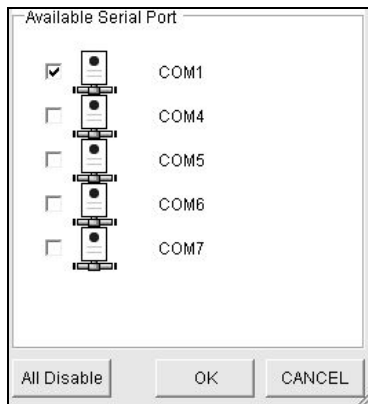 Available Serial Port
COM1
COM4
COM5
COM6
COM7
All Disable OK CANCEL